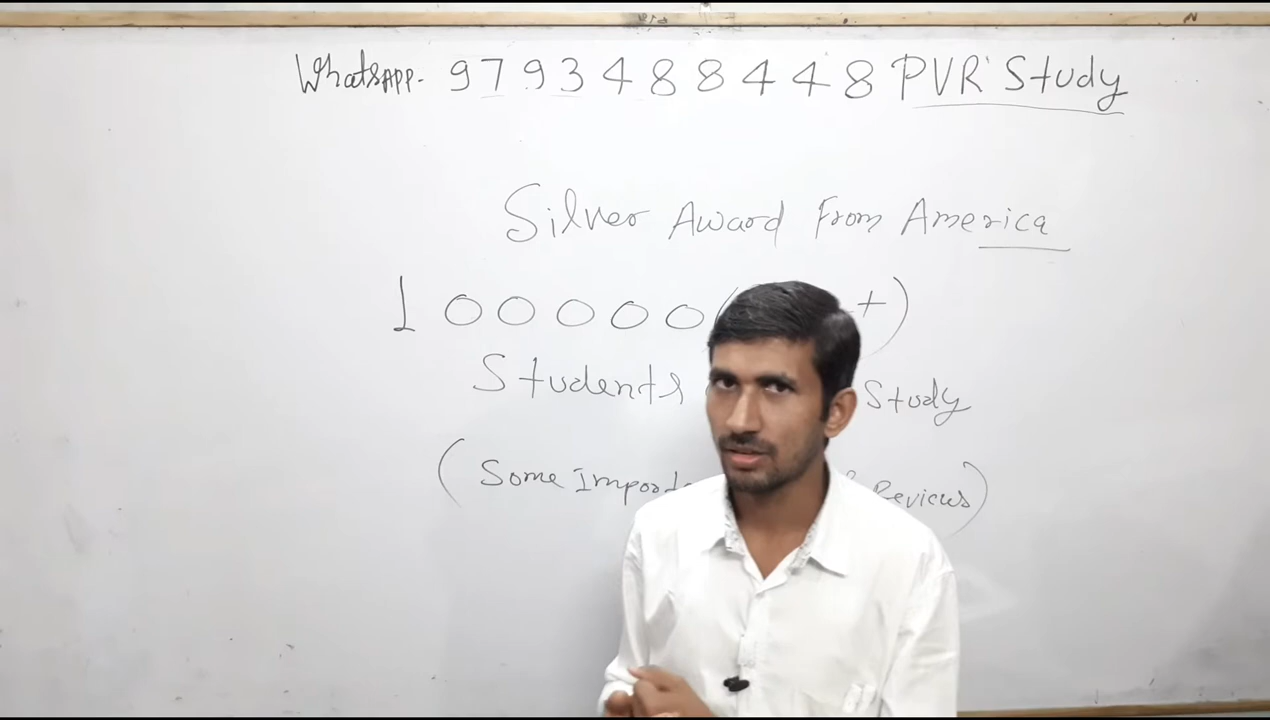 WhatsAPP- 9793488448 PVR Study
Silver Award From America
100000( +)
Students Study
(Some Reviews)